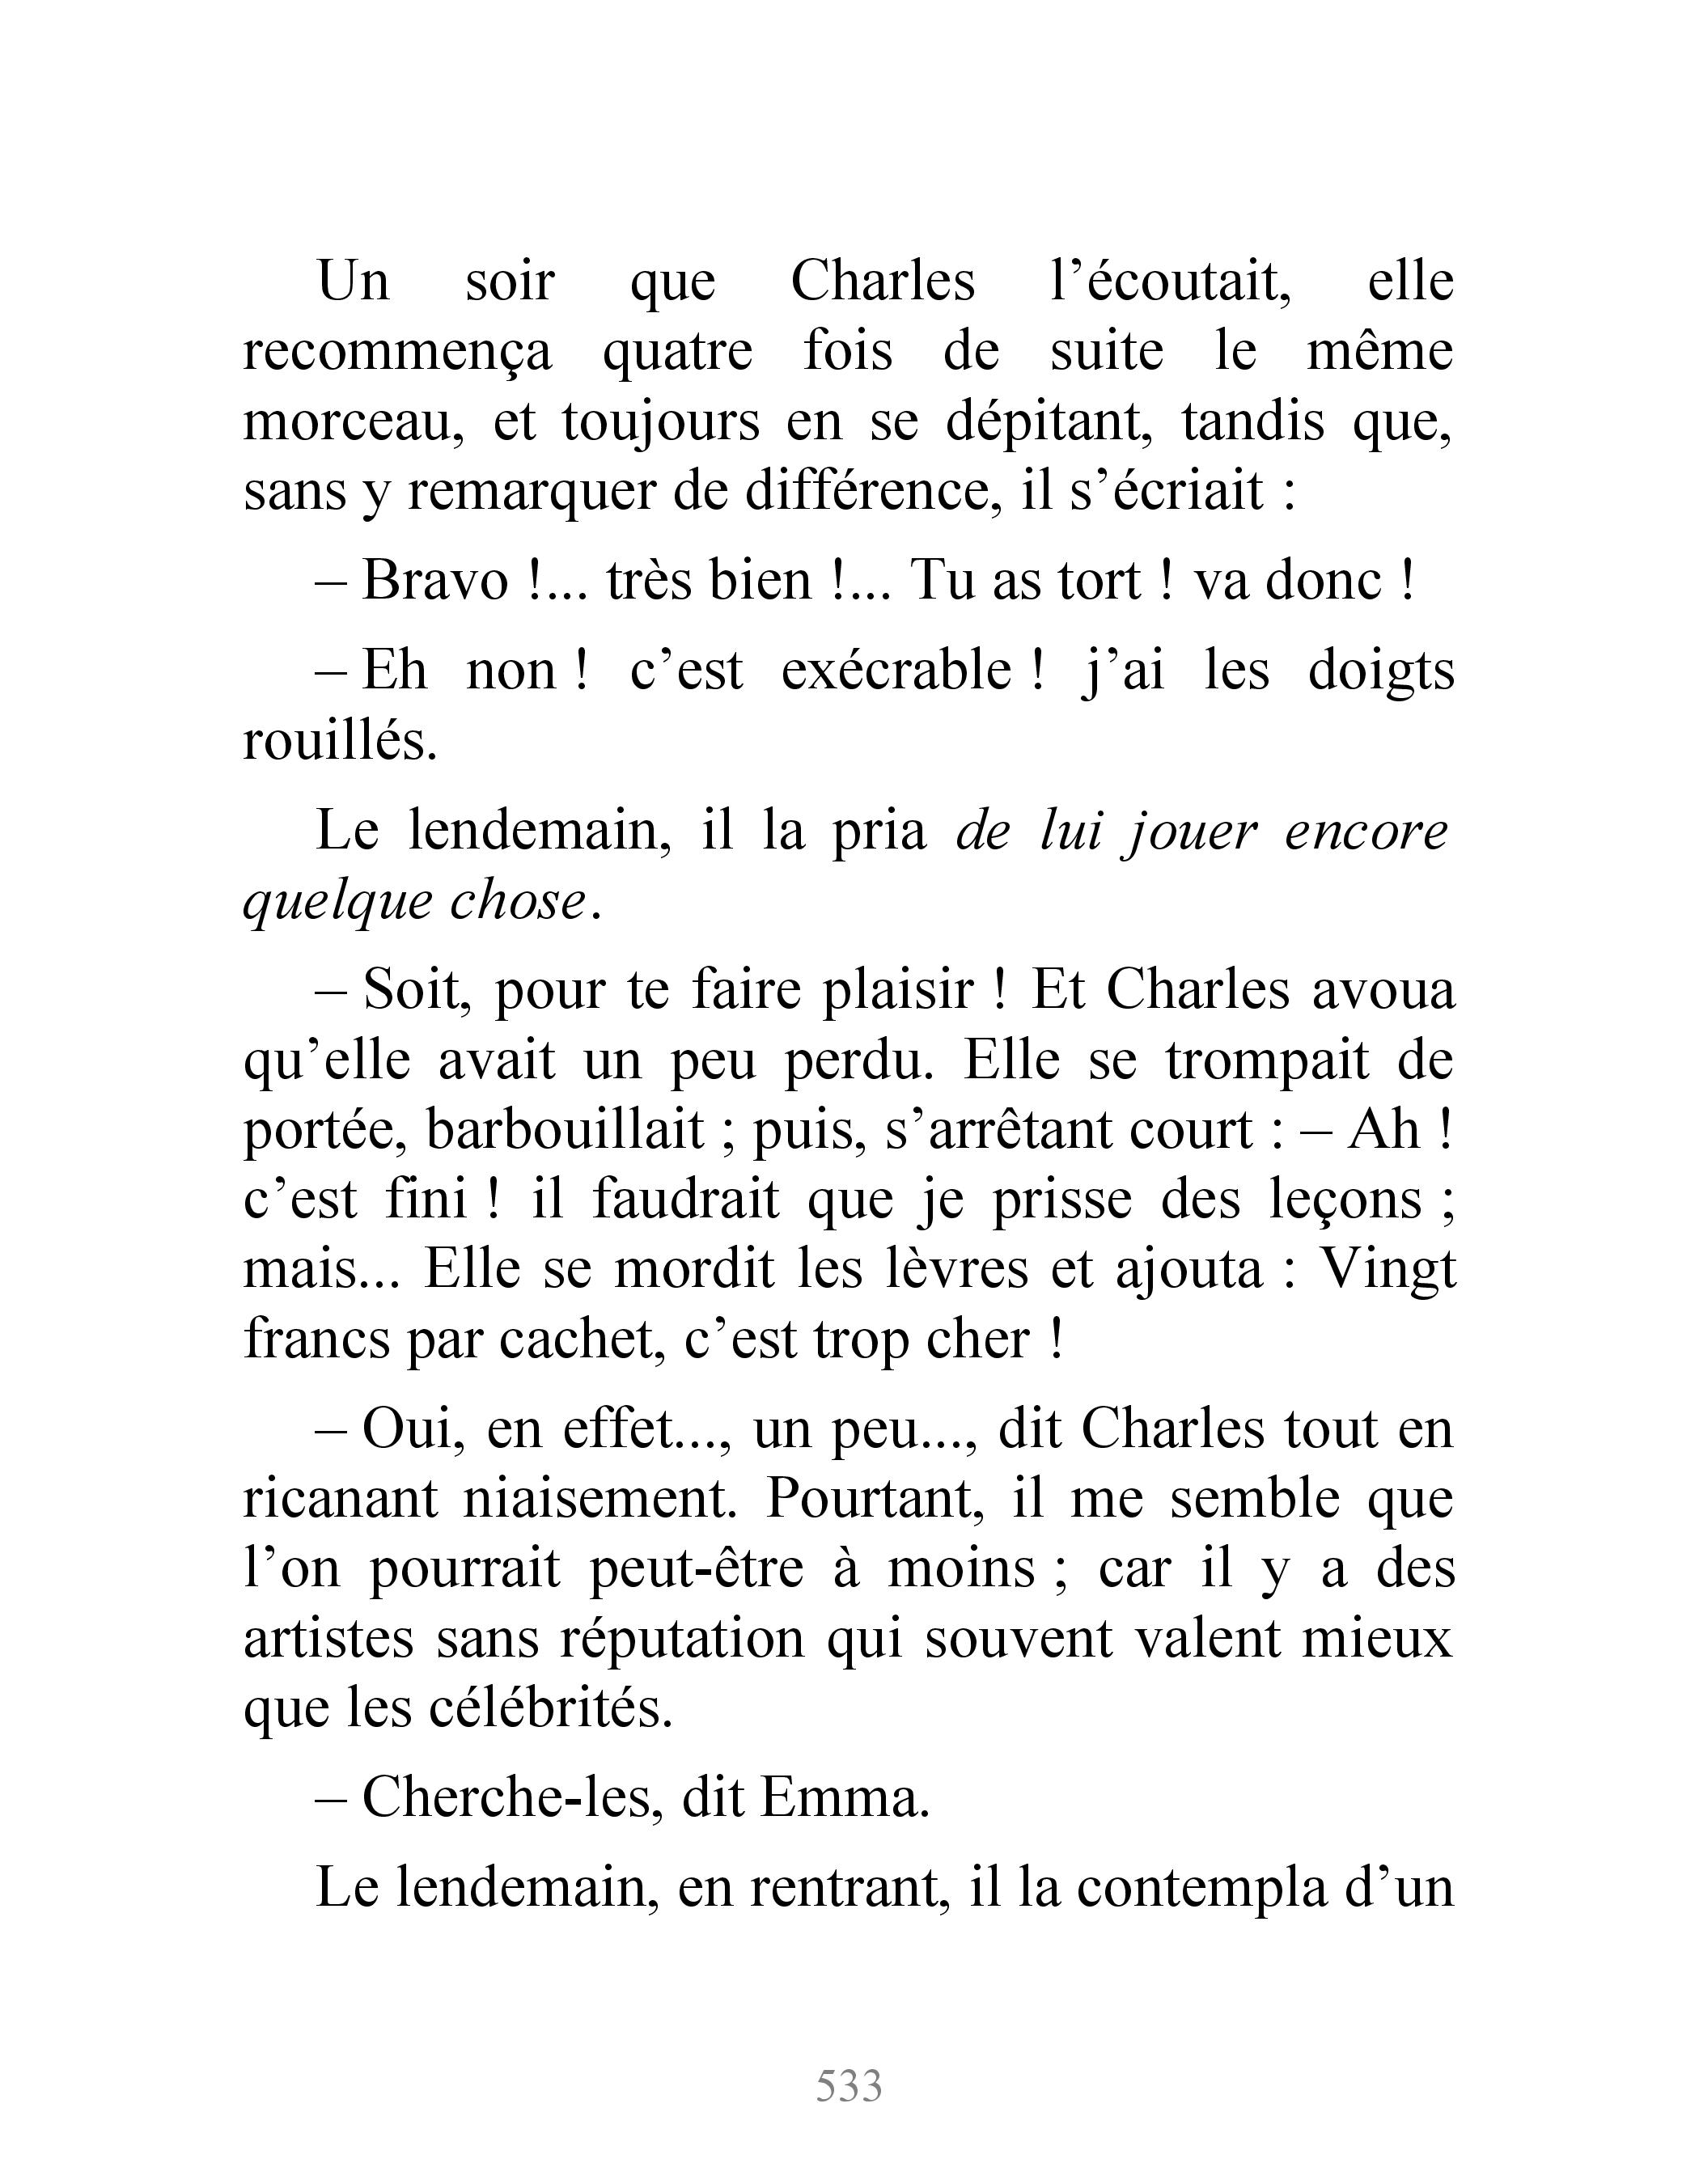 Un soir que Charles l’écoutait, elle
recommença quatre fois de suite le même
morceau, et toujours en se dépitant, tandis que,
sans y remarquer de différence, il s’écriait :
– Bravo !... très bien !... Tu as tort ! va donc !
– Eh non ! c’est exécrable ! j’ai les doigts
rouillés.
Le lendemain, il la pria de lui jouer encore
quelque chose.
– Soit, pour te faire plaisir ! Et Charles avoua
qu’elle avait un peu perdu. Elle se trompait de
portée, barbouillait ; puis, s’arrêtant court : – Ah !
c’est fini ! il faudrait que je prisse des leçons ;
mais... Elle se mordit les lèvres et ajouta : Vingt
francs par cachet, c’est trop cher !
– Oui, en effet..., un peu..., dit Charles tout en
ricanant niaisement. Pourtant, il me semble que
l’on pourrait peut-être à moins ; car il y a des
artistes sans réputation qui souvent valent mieux
que les célébrités.
– Cherche-les, dit Emma.
Le lendemain, en rentrant, il la contempla d’un
533